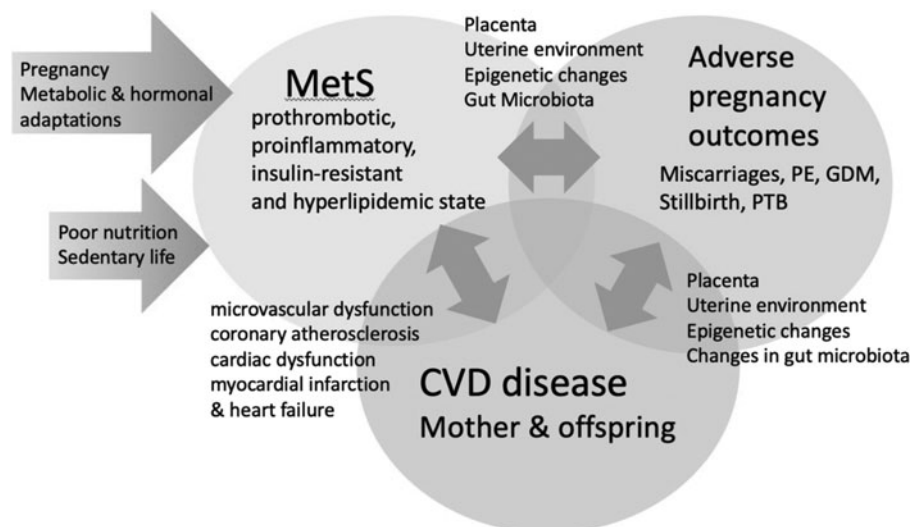 Pregnancy
Metabolic & hormonal
adaptations
Poor nutrition
Sedentary life
MetS
prothrombotic,
proinflammatory,
insulin-resistant
and hyperlipidemic state
Placenta
Uterine environment
Epigenetic changes
Gut Microbiota
Adverse
pregnancy
outcomes
Miscarriages, PE, GDM,
Stillbirth, PTB
microvascular dysfunction
coronary atherosclerosis
cardiac dysfunction
myocardial infarction
& heart failure
CVD disease
Mother & offspring
Placenta
Uterine environment
Epigenetic changes
Changes in gut microbiota